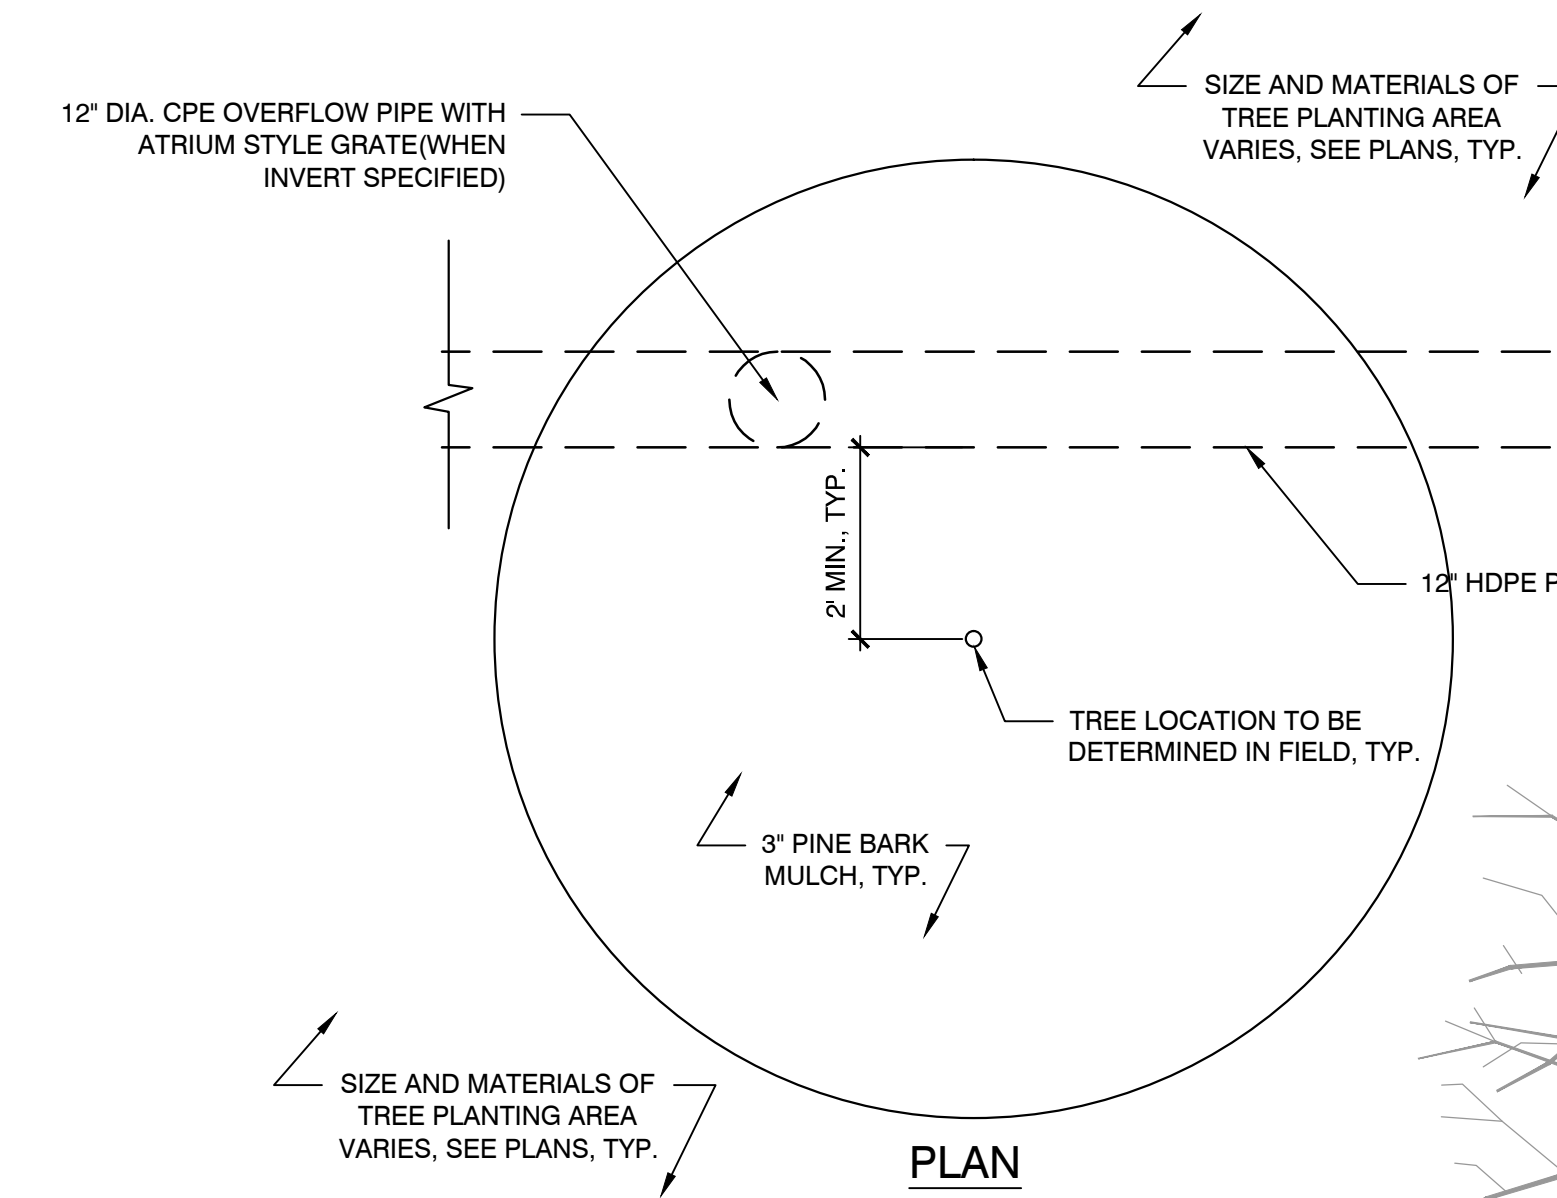 12" DIA. CPE OVERFLOW PIPE WITH
ATRIUM STYLE GRATE(WHEN
INVERT SPECIFIED)
SIZE AND MATERIALS OF
TREE PLANTING AREA
VARIES, SEE PLANS, TYP.
2' MIN., TYP.
12" HDPE P
TREE LOCATION TO BE
DETERMINED IN FIELD, TYP.
3" PINE BARK
MULCH, TYP.
SIZE AND MATERIALS OF
TREE PLANTING AREA
VARIES, SEE PLANS, TYP.
PLAN